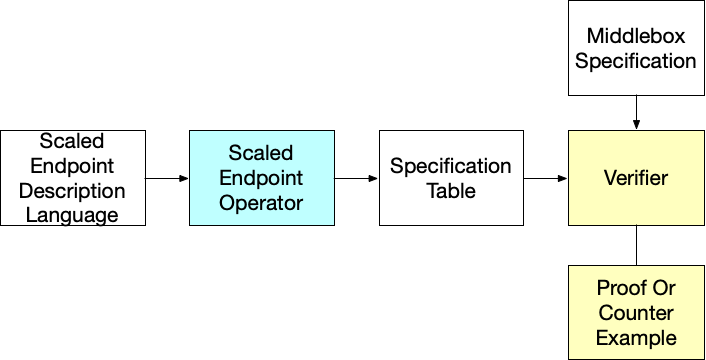 Middlebox
Specification
Scaled
Endpoint
Description
Language
Scaled
Endpoint
Operator
Specification
Table
Verifier
Proof Or
Counter
Example